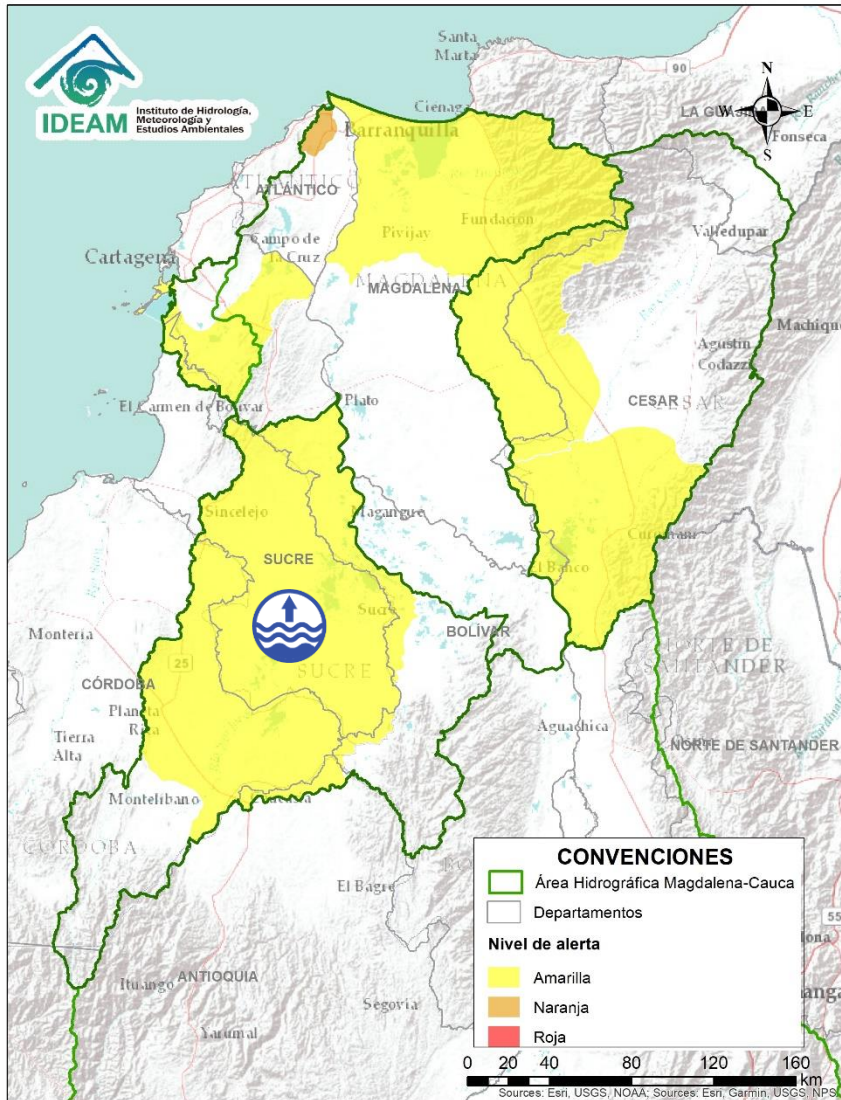 IDEAM
Instituto de Hidrología,
Meteorología y
Estudios Ambientales
Santa
Marta
90
N
W
E
S
LA GUAJIRA
Fonseca
Ciénaga
Barranquilla
ATLÁNTICO
ATLÁNTICO
Valledupar
Fundación
Pivijay
Campo de
la Cruz
Cartagena
MAGDALENA
MAGDALENA
Machiques
Agustín
Codazzi
CESAR
CESAR
El Carmen de Bolívar
Plato
Sincelejo
Magangué
SUCRE
El Banco
Sucre
BOLÍVAR
Montería
SUCRE
NORTE DE
SANTANDER
25
CÓRDOBA
Planeta
Rica
Tierra
Alta
Aguachica
NORTE DE SANTANDER
Montelíbano
CÓRDOBA
El Bagre
Ituango
ANTIOQUIA
Segovia
Yarumal
CONVENCIONES
Área Hidrográfica Magdalena-Cauca
Departamentos
Nivel de alerta
Amarilla
Naranja
Roja
55
0 20 40 80 120 160
km
Sources: Esri, USGS, NOAA; Sources: Esri, Garmin, USGS, NPS